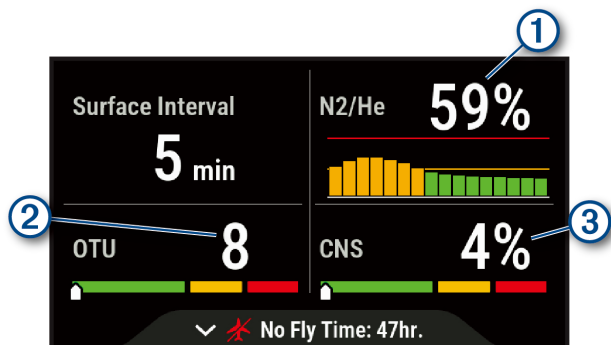 1
Surface Interval
5 min
N2/He 59%
2
3
OTU 8
CNS 4%
No Fly Time: 47hr.